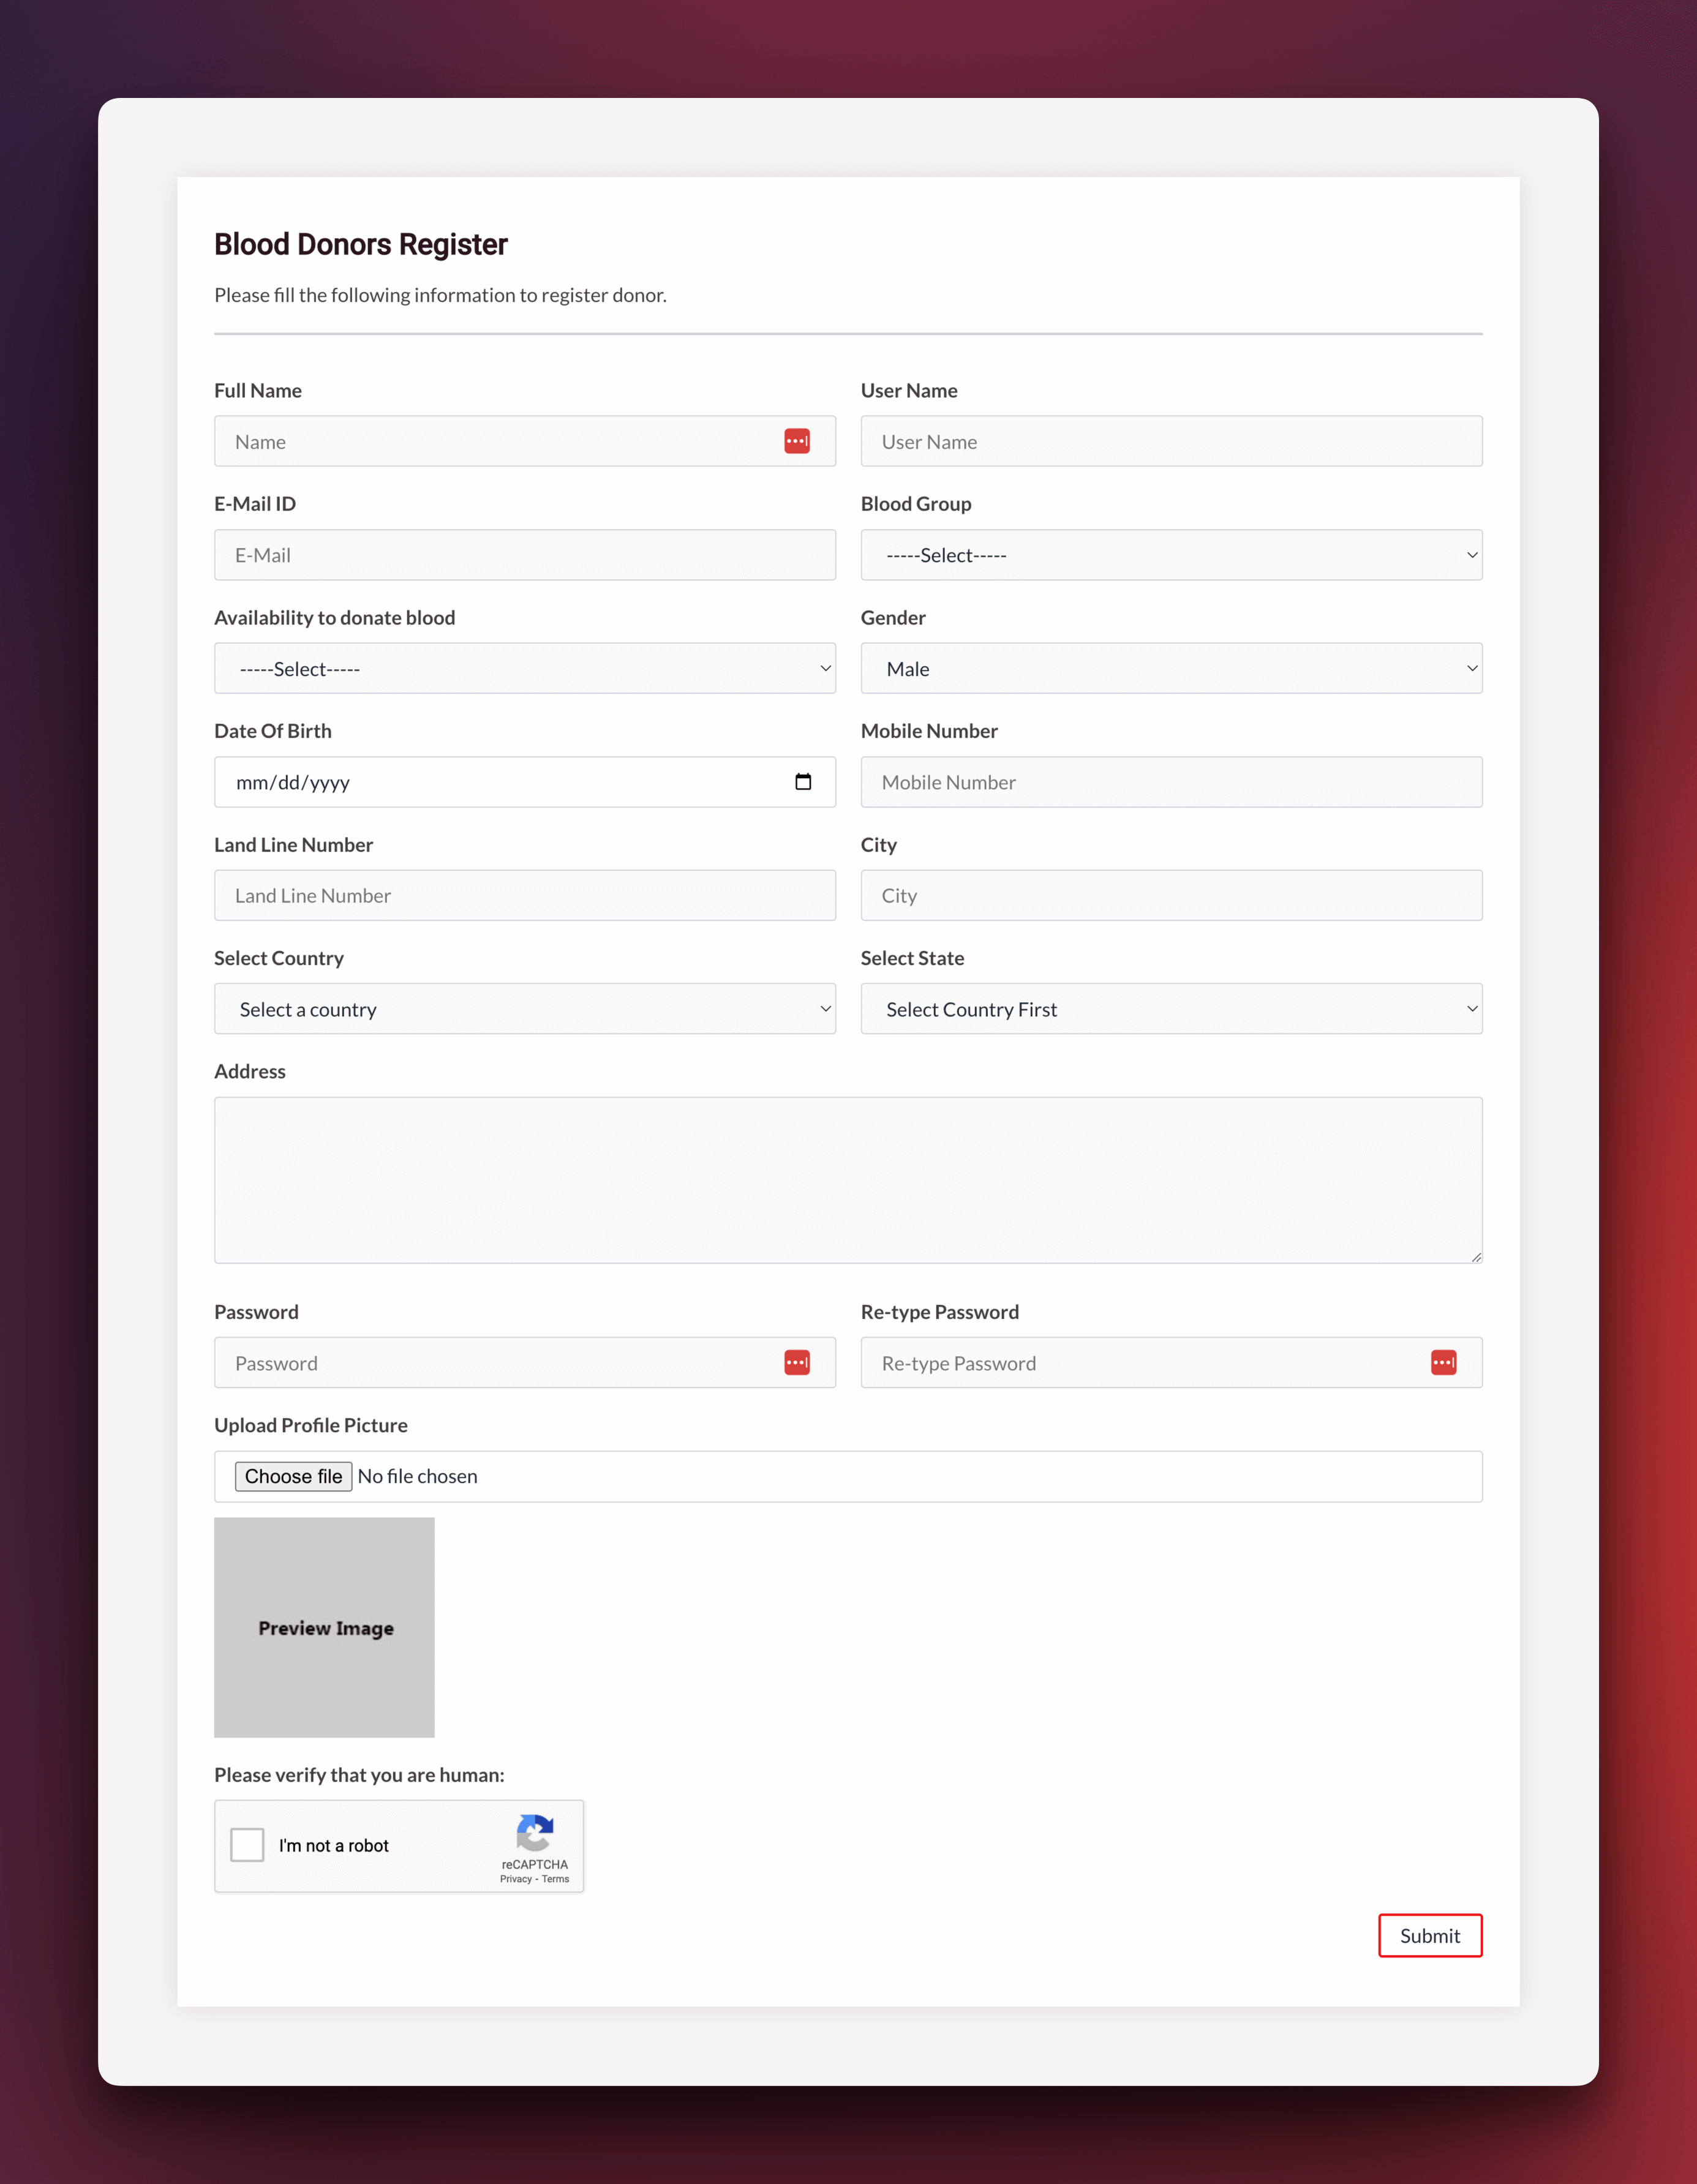 Blood Donors Register
Please fill the following information to register donor.
Full Name
User Name
Name
User Name
E-Mail ID
Blood Group
E-Mail
-----Select-----
Availability to donate blood
Gender
-----Select-----
Male
Date Of Birth
Mobile Number
mm/dd/yyyy
Mobile Number
Land Line Number
City
Land Line Number
City
Select Country
Select State
Select a country
Select Country First
Address
Password
Re-type Password
Password
Re-type Password
Upload Profile Picture
Choose file No file chosen
Preview Image
Please verify that you are human:
I'm not a robot
reCAPTCHA
Privacy - Terms
Submit